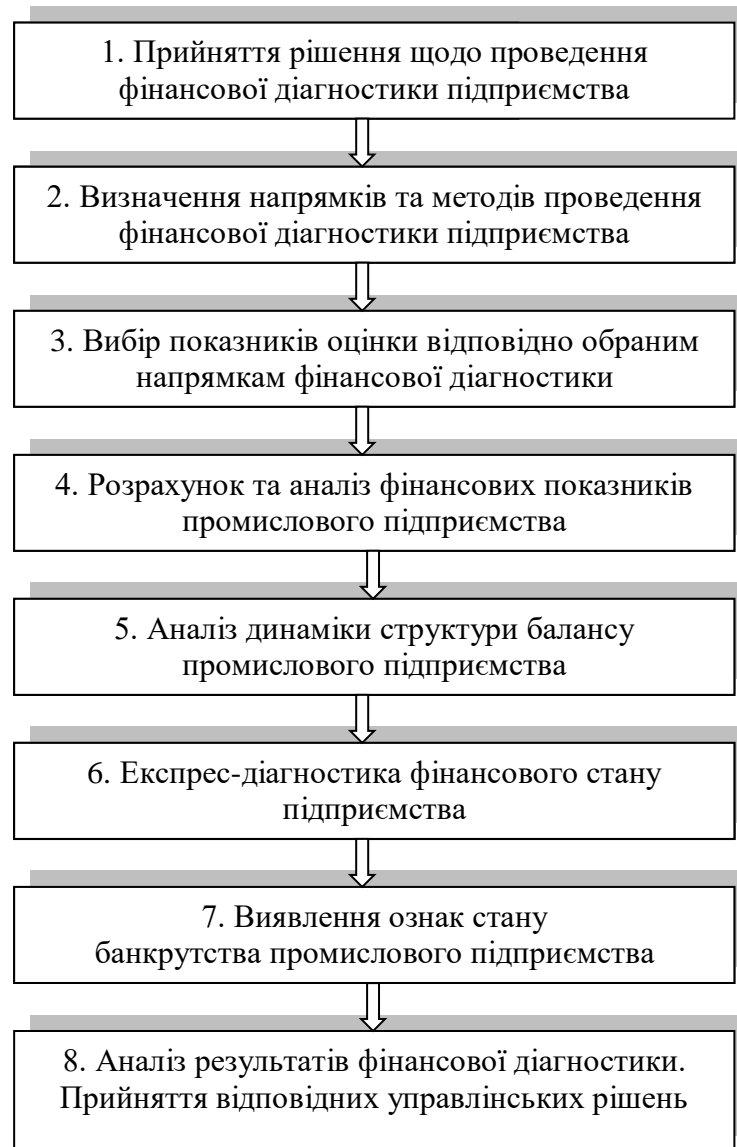 1. Прийняття рішення щодо проведення
фінансової діагностики підприємства
2. Визначення напрямків та методів проведення
фінансової діагностики підприємства
3. Вибір показників оцінки відповідно обраним
напрямкам фінансової діагностики
4. Розрахунок та аналіз фінансових показників
промислового підприємства
5. Аналіз динаміки структури балансу
промислового підприємства
6. Експрес-діагностика фінансового стану
підприємства
7. Виявлення ознак стану
банкрутства промислового підприємства
8. Аналіз результатів фінансової діагностики.
Прийняття відповідних управлінських рішень